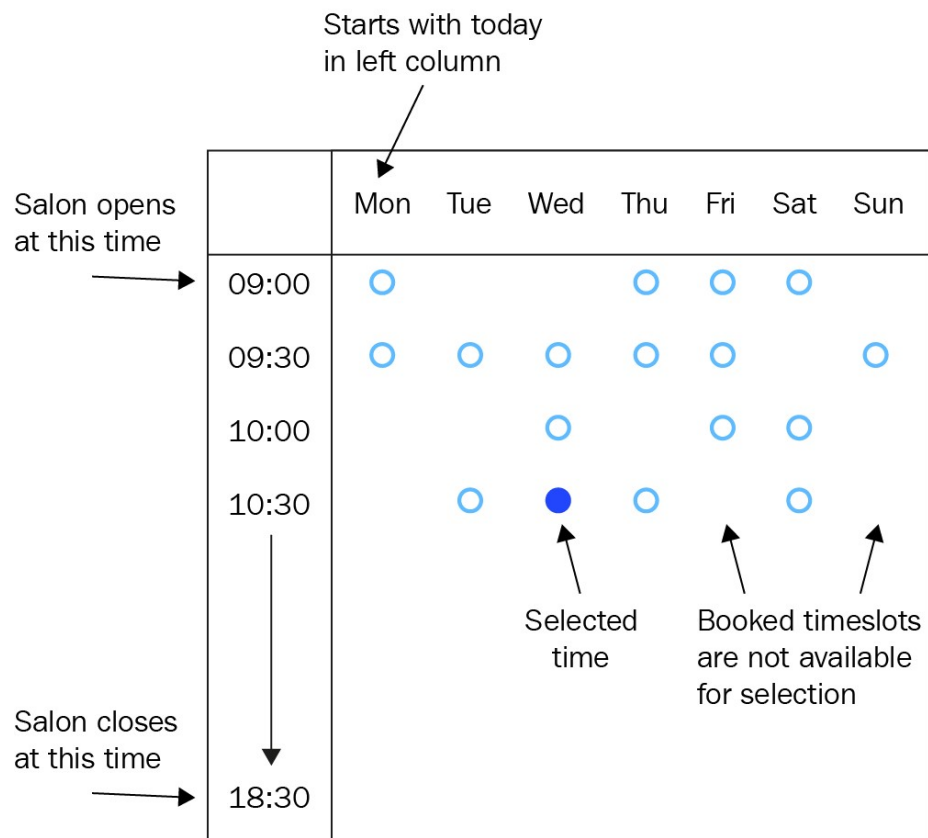 Starts with today
in left column
Salon opens
at this time
Mon Tue Wed Thu Fri Sat Sun
09:00
09:30
10:00
10:30
Selected
time
Booked timeslots
are not available
for selection
Salon closes
at this time
18:30